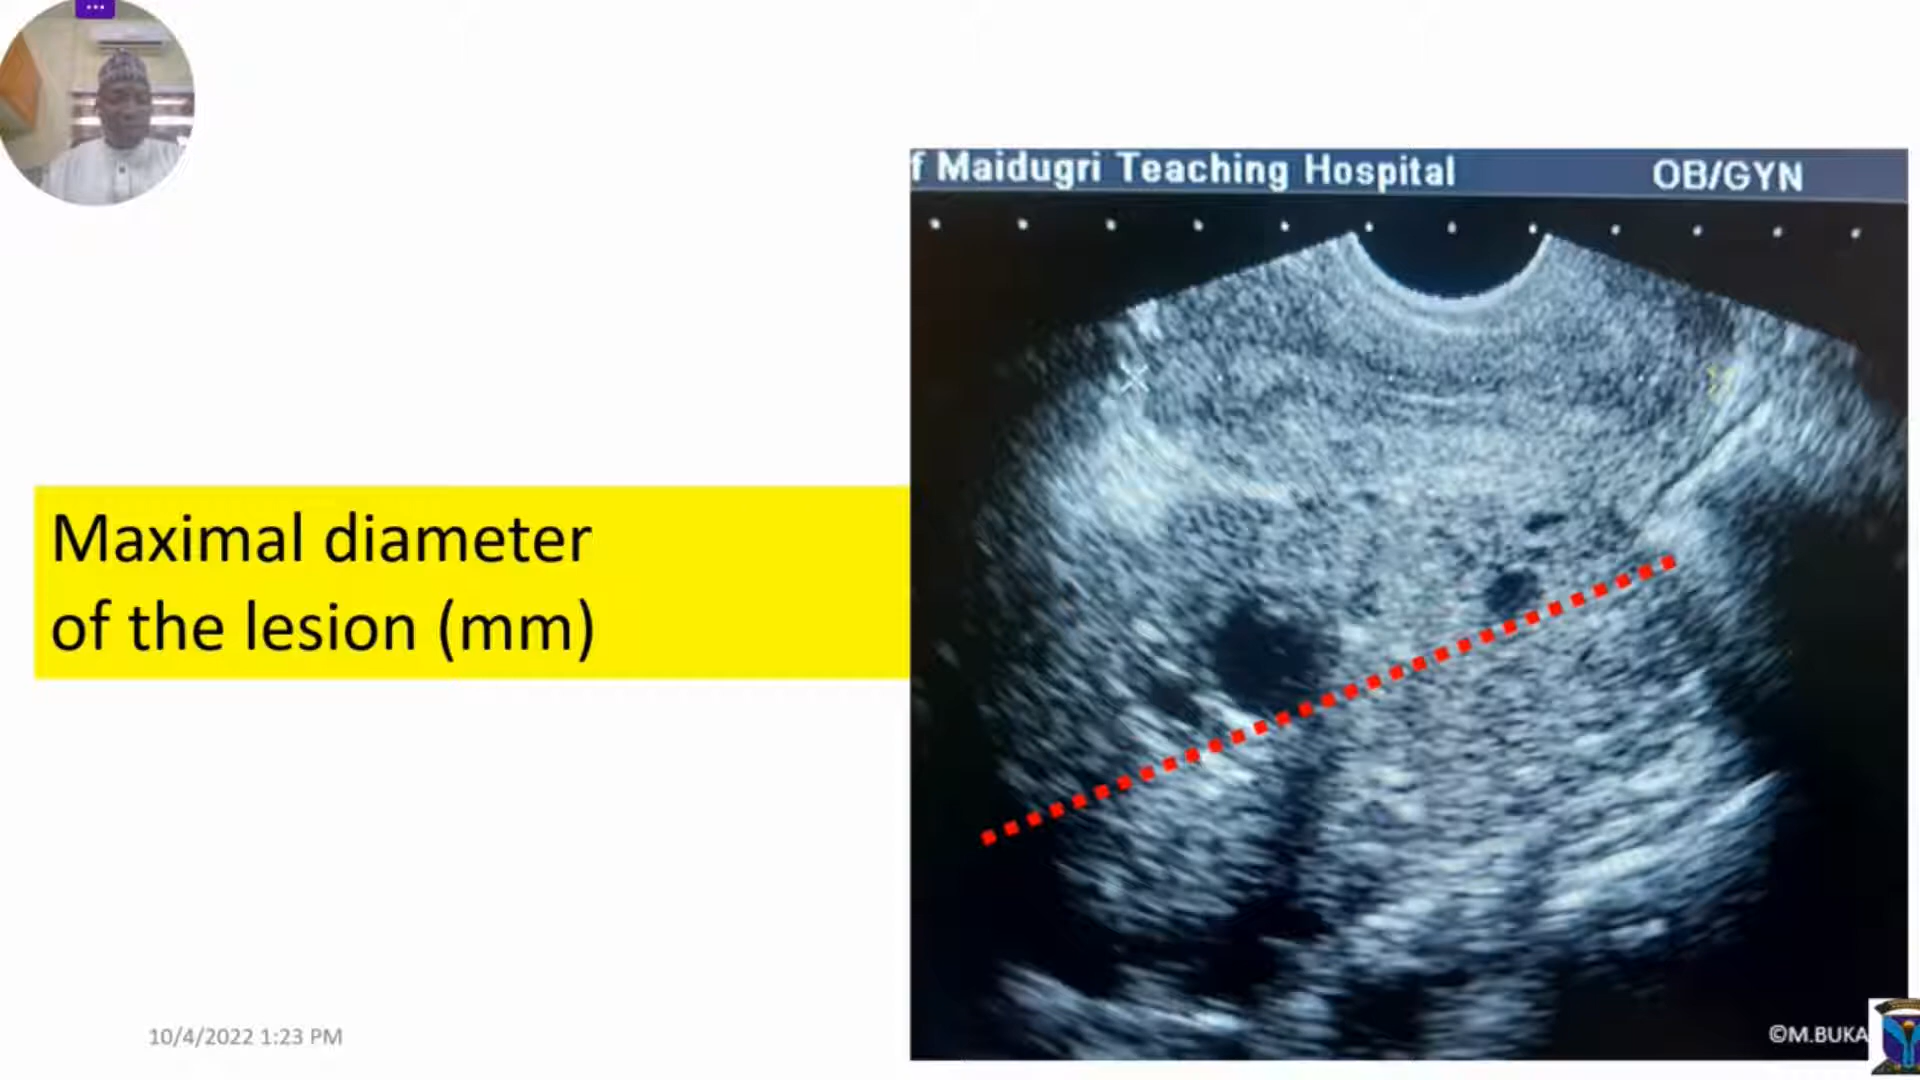 f Maidugri Teaching Hospital OB/GYN
Maximal diameter
of the lesion (mm)
10/4/2022 1:23 PM
©M.BUKA